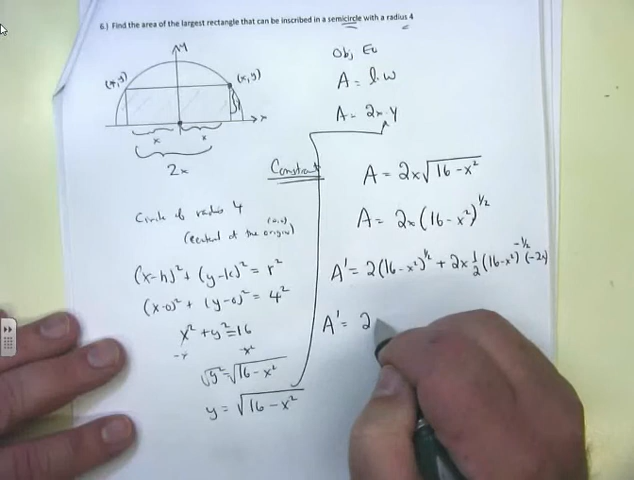 6.) Find the area of the largest rectangle that can be inscribed in a semicircle with a radius 4
y
(-x,y)
(x,y)
x
x
x
2x
Obj Eq
A = l·w
A = 2x·y
Constraint
Circle of radius 4
(0,0)
(centered at the origin)
(x-h)² + (y-k)² = r²
(x-0)² + (y-0)² = 4²
x² + y² = 16
-x² -x²
√y² = √16 - x²
y = √16 - x²
A = 2x√16 - x²
A = 2x(16 - x²)^1/2
A' = 2(16 - x²)^1/2 + 2x ½ (16 - x²)^-1/2 (-2x)
A' = 2